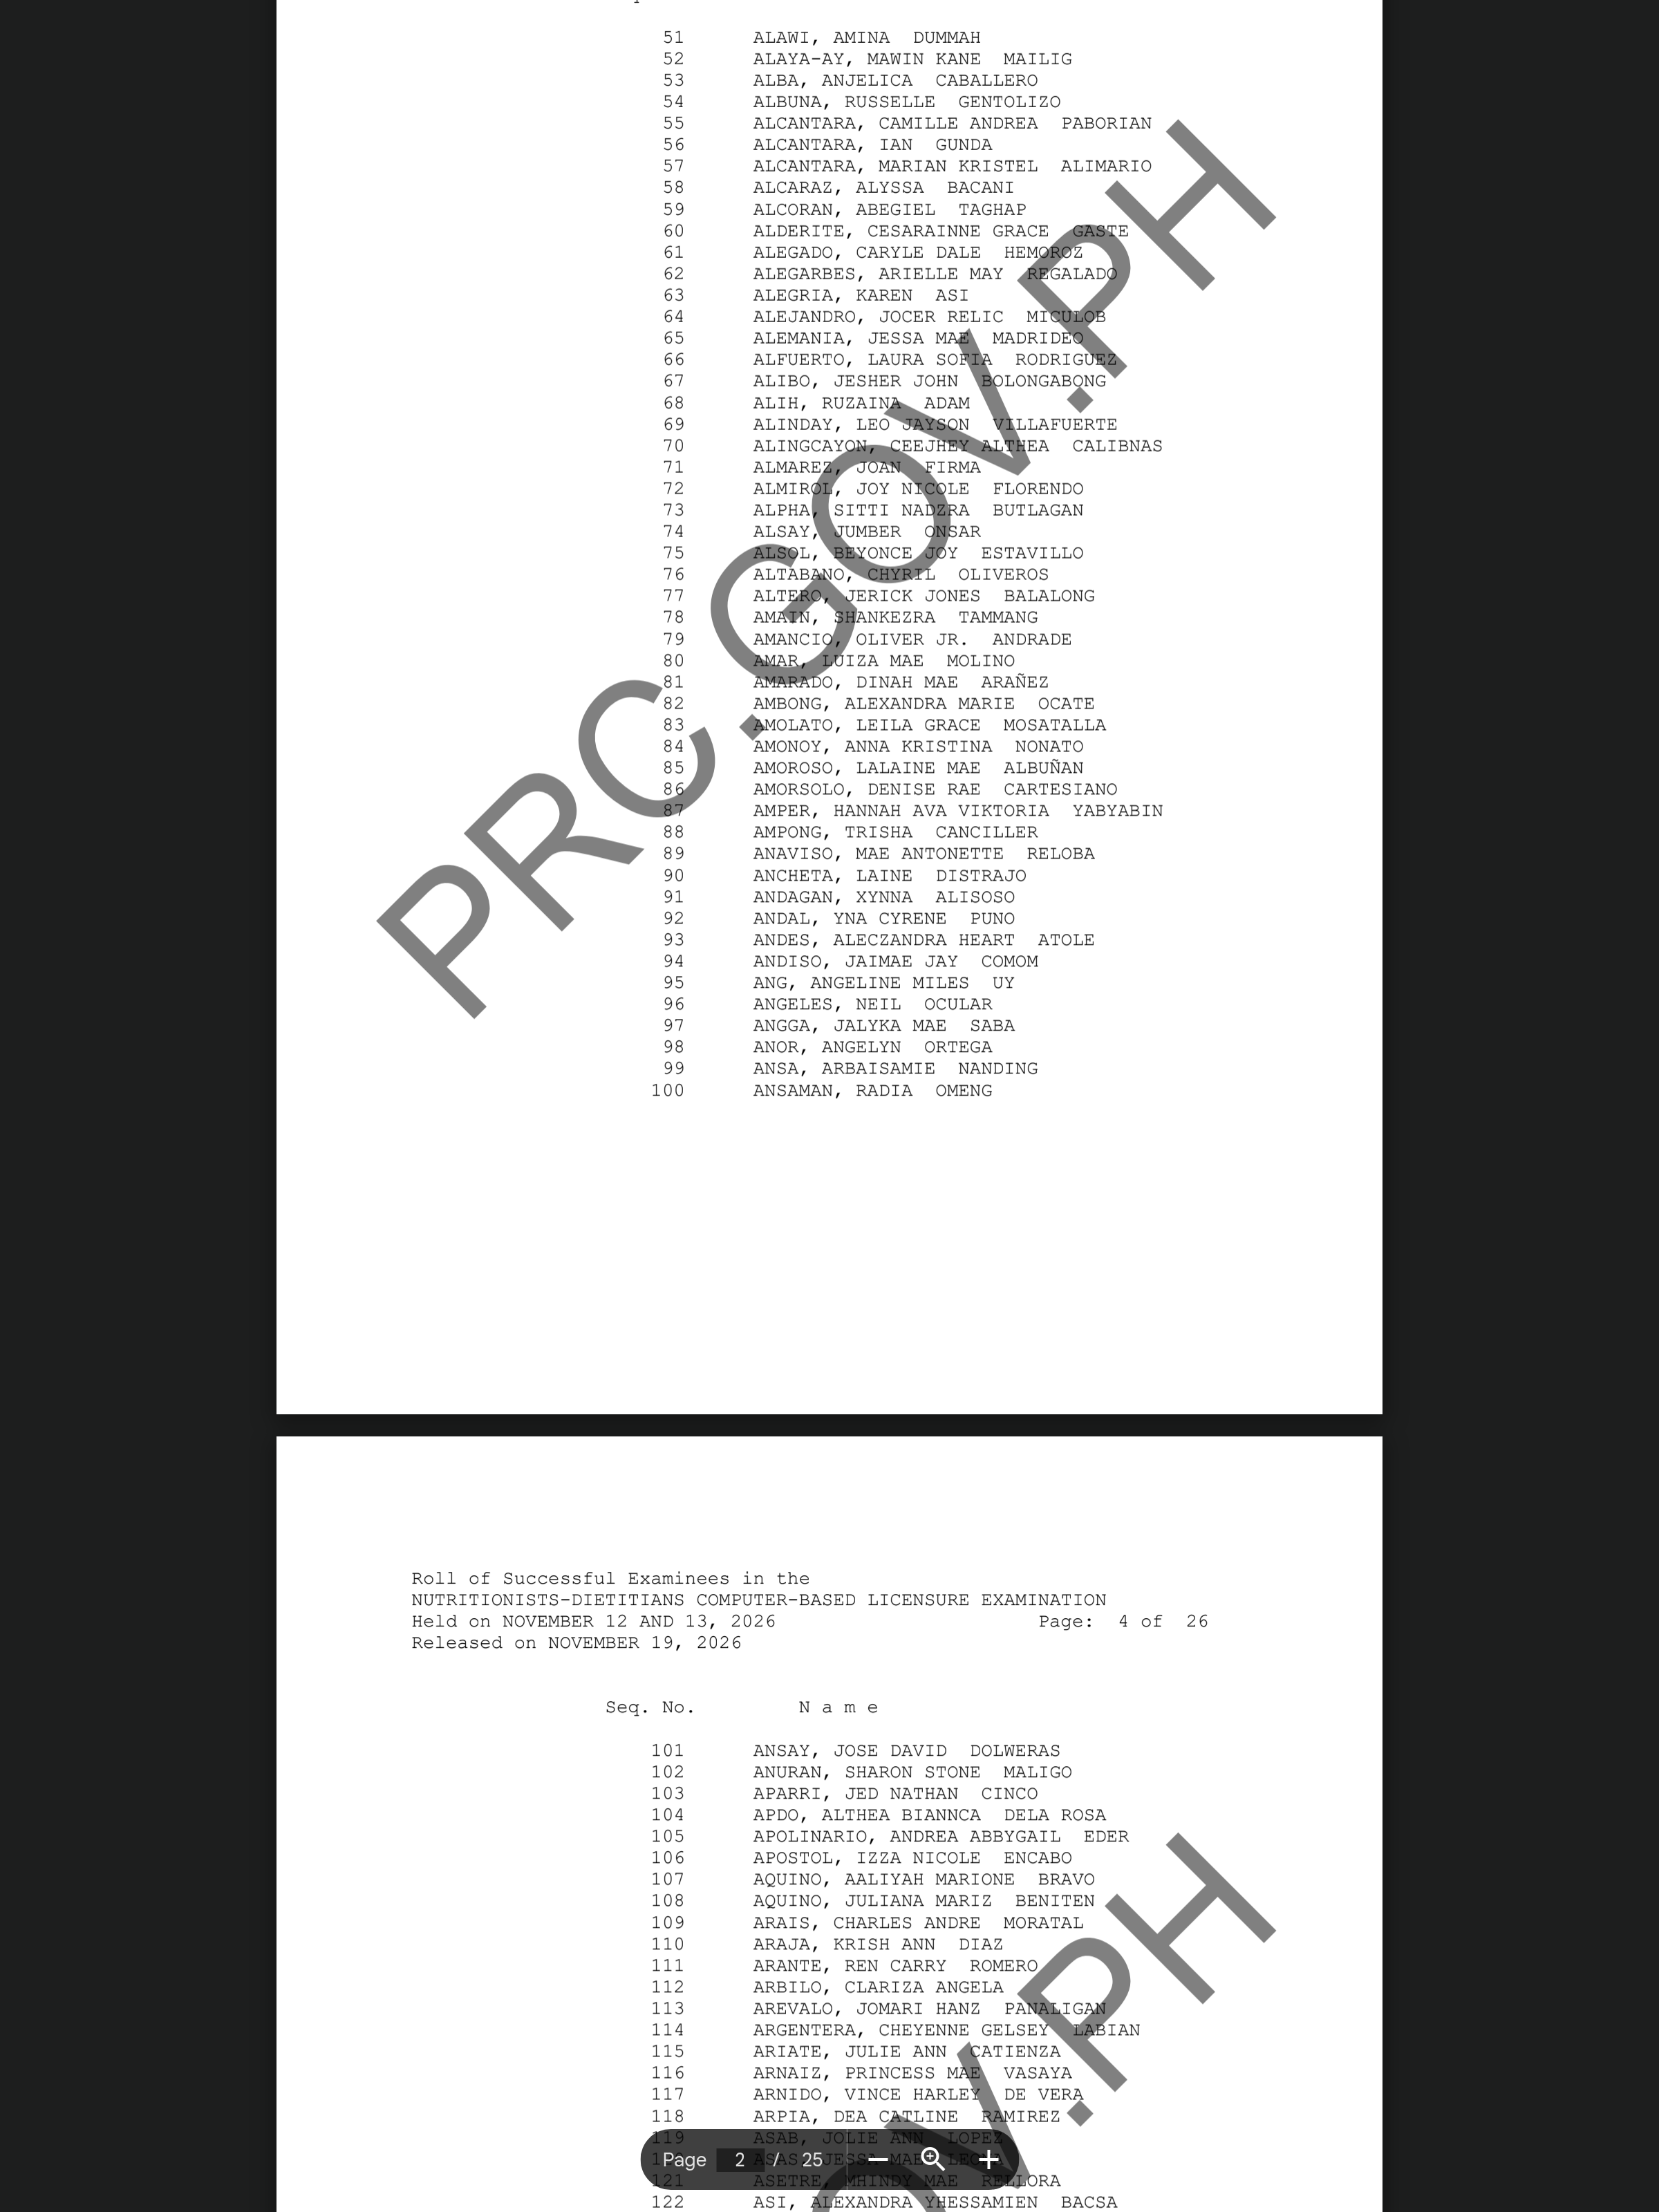 51 ALAWI, AMINA DUMMAH
52 ALAYA-AY, MAWIN KANE MAILIG
53 ALBA, ANJELICA CABALLERO
54 ALBUNA, RUSSELLE GENTOLIZO
55 ALCANTARA, CAMILLE ANDREA PABORIAN
56 ALCANTARA, IAN GUNDA
57 ALCANTARA, MARIAN KRISTEL ALIMARIO
58 ALCARAZ, ALYSSA BACANI
59 ALCORAN, ABEGIEL TAGHAP
60 ALDERITE, CESARAINNE GRACE GASTE
61 ALEGADO, CARYLE DALE HEMOROZ
62 ALEGARBES, ARIELLE MAY REGALADO
63 ALEGRIA, KAREN ASI
64 ALEJANDRO, JOCER RELIC MICULOB
65 ALEMANIA, JESSA MAE MADRIDEO
66 ALFUERTO, LAURA SOFIA RODRIGUEZ
67 ALIBO, JESHER JOHN BOLONGABONG
68 ALIH, RUZAINA ADAM
69 ALINDAY, LEO JAYSON VILLAFUERTE
70 ALINGCAYON, CEEJHEY ALTHEA CALIBNAS
71 ALMAREZ, JOAN FIRMA
72 ALMIROL, JOY NICOLE FLORENDO
73 ALPHA, SITTI NADZRA BUTLAGAN
74 ALSAY, JUMBER ONSAR
75 ALSOL, BEYONCE JOY ESTAVILLO
76 ALTABANO, CHYRIL OLIVEROS
77 ALTERO, JERICK JONES BALALONG
78 AMAIN, SHANKEZRA TAMMANG
79 AMANCIO, OLIVER JR. ANDRADE
80 AMAR, LUIZA MAE MOLINO
81 AMARADO, DINAH MAE ARAÑEZ
82 AMBONG, ALEXANDRA MARIE OCATE
83 AMOLATO, LEILA GRACE MOSATALLA
84 AMONOY, ANNA KRISTINA NONATO
85 AMOROSO, LALAINE MAE ALBUÑAN
86 AMORSOLO, DENISE RAE CARTESIANO
87 AMPER, HANNAH AVA VIKTORIA YABYABIN
88 AMPONG, TRISHA CANCILLER
89 ANAVISO, MAE ANTONETTE RELOBA
90 ANCHETA, LAINE DISTRAJO
91 ANDAGAN, XYNNA ALISOSO
92 ANDAL, YNA CYRENE PUNO
93 ANDES, ALECZANDRA HEART ATOLE
94 ANDISO, JAIMAE JAY COMOM
95 ANG, ANGELINE MILES UY
96 ANGELES, NEIL OCULAR
97 ANGGA, JALYKA MAE SABA
98 ANOR, ANGELYN ORTEGA
99 ANSA, ARBAISAMIE NANDING
100 ANSAMAN, RADIA OMENG
PRC.GOV.PH
Roll of Successful Examinees in the
NUTRITIONISTS-DIETITIANS COMPUTER-BASED LICENSURE EXAMINATION
Held on NOVEMBER 12 AND 13, 2026 Page: 4 of 26
Released on NOVEMBER 19, 2026
Seq. No. N a m e
101 ANSAY, JOSE DAVID DOLWERAS
102 ANURAN, SHARON STONE MALIGO
103 APARRI, JED NATHAN CINCO
104 APDO, ALTHEA BIANNCA DELA ROSA
105 APOLINARIO, ANDREA ABBYGAIL EDER
106 APOSTOL, IZZA NICOLE ENCABO
107 AQUINO, AALIYAH MARIONE BRAVO
108 AQUINO, JULIANA MARIZ BENITEN
109 ARAIS, CHARLES ANDRE MORATAL
110 ARAJA, KRISH ANN DIAZ
111 ARANTE, REN CARRY ROMERO
112 ARBILO, CLARIZA ANGELA
113 AREVALO, JOMARI HANZ PANALIGAN
114 ARGENTERA, CHEYENNE GELSEY LABIAN
115 ARIATE, JULIE ANN CATIENZA
116 ARNAIZ, PRINCESS MAE VASAYA
117 ARNIDO, VINCE HARLEY DE VERA
118 ARPIA, DEA CATLINE RAMIREZ
119 ASAB, JOLIE ANN LOPEZ
JESSA MAE
121 ASETRE, MHINDY MAE RELLORA
122 ASI, ALEXANDRA YHESSAMIEN BACSA
V.PH
Page 2 / 25